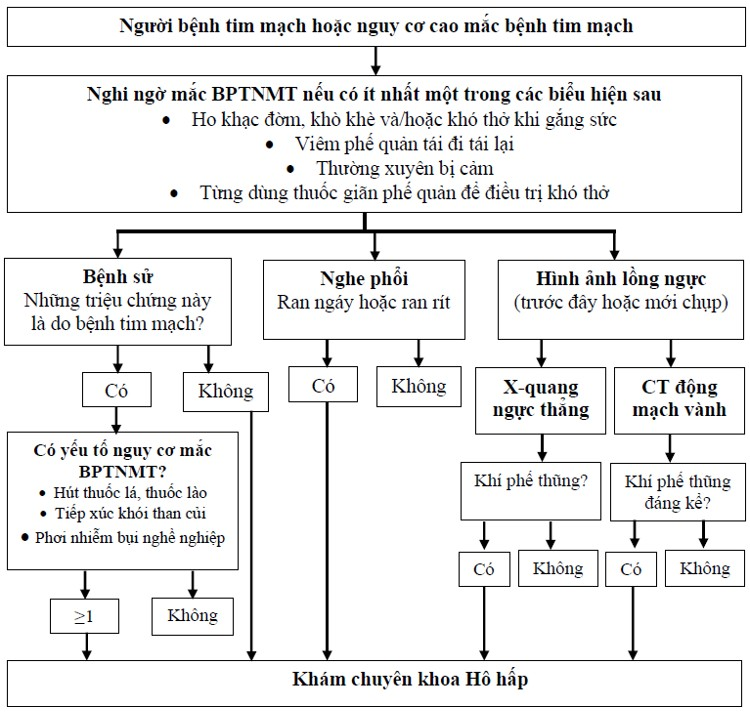 Người bệnh tim mạch hoặc nguy cơ cao mắc bệnh tim mạch
Nghi ngờ mắc BPTNMT nếu có ít nhất một trong các biểu hiện sau
• Ho khạc đờm, khò khè và/hoặc khó thở khi gắng sức
• Viêm phế quản tái đi tái lại
• Thường xuyên bị cảm
• Từng dùng thuốc giãn phế quản để điều trị khó thở
Bệnh sử
Những triệu chứng này
là do bệnh tim mạch?
Nghe phổi
Ran ngáy hoặc ran rít
Hình ảnh lồng ngực
(trước đây hoặc mới chụp)
Có
Không
Có
Không
X-quang
ngực thẳng
CT động
mạch vành
Có yếu tố nguy cơ mắc
BPTNMT?
• Hút thuốc lá, thuốc lào
• Tiếp xúc khói than củi
• Phơi nhiễm bụi nghề nghiệp
Khí phế thũng?
Khí phế thũng
đáng kể?
Có
Không
Có
Không
≥1
Không
Khám chuyên khoa Hô hấp